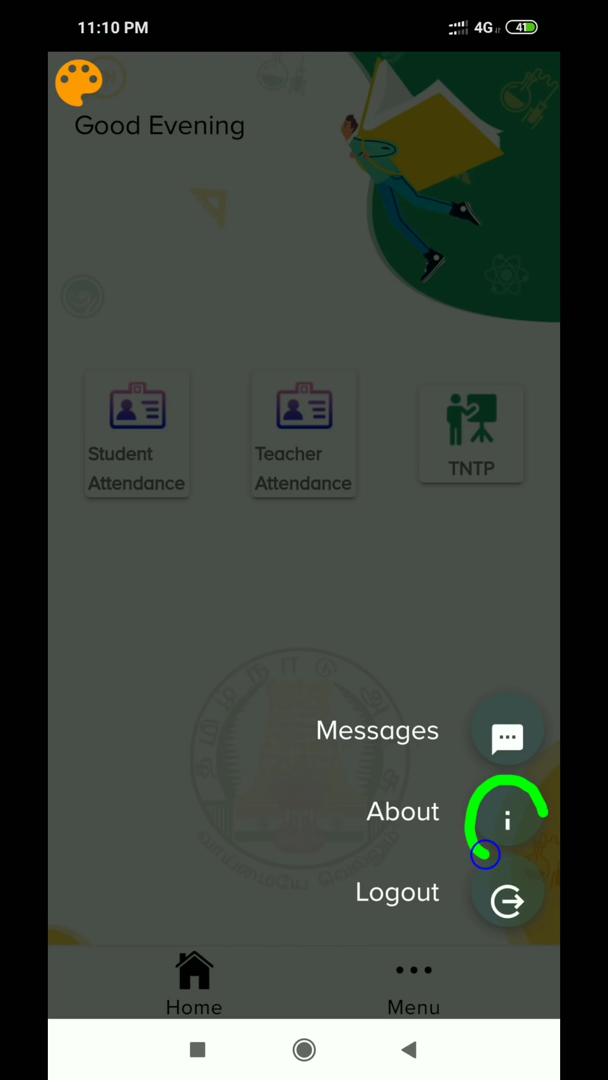 11:10 PM
4G
41
Good Evening
Student
Attendance
Teacher
Attendance
TNTP
Messages
About
Logout
Home
Menu